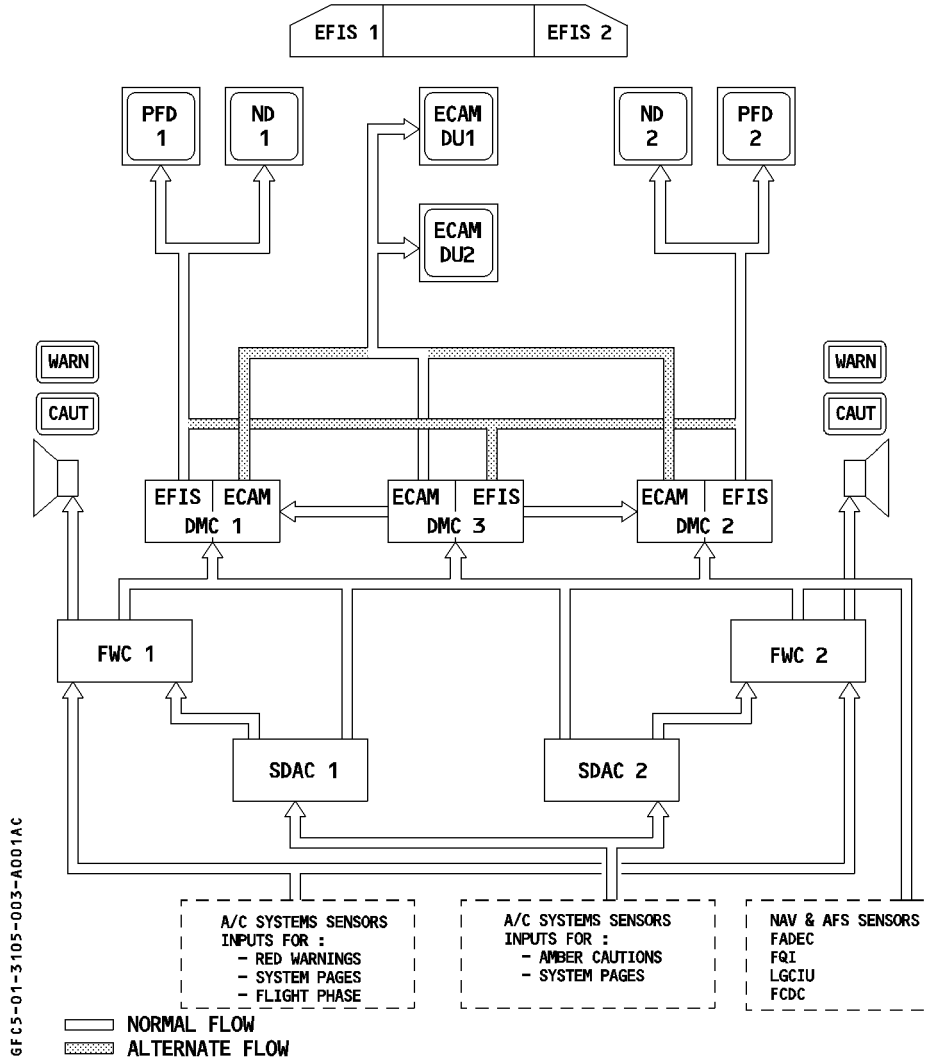 EFIS 1
EFIS 2
PFD
1
ND
1
ECAM
DU1
ND
2
PFD
2
ECAM
DU2
WARN
CAUT
WARN
CAUT
EFIS ECAM
DMC 1
ECAM EFIS
DMC 3
ECAM EFIS
DMC 2
FWC 1
FWC 2
SDAC 1
SDAC 2
A/C SYSTEMS SENSORS
INPUTS FOR :
- RED WARNINGS
- SYSTEM PAGES
- FLIGHT PHASE
A/C SYSTEMS SENSORS
INPUTS FOR :
- AMBER CAUTIONS
- SYSTEM PAGES
NAV & AFS SENSORS
FADEC
FQI
LGCIU
FCDC
NORMAL FLOW
ALTERNATE FLOW
GFC5-01-3105-003-A001AC